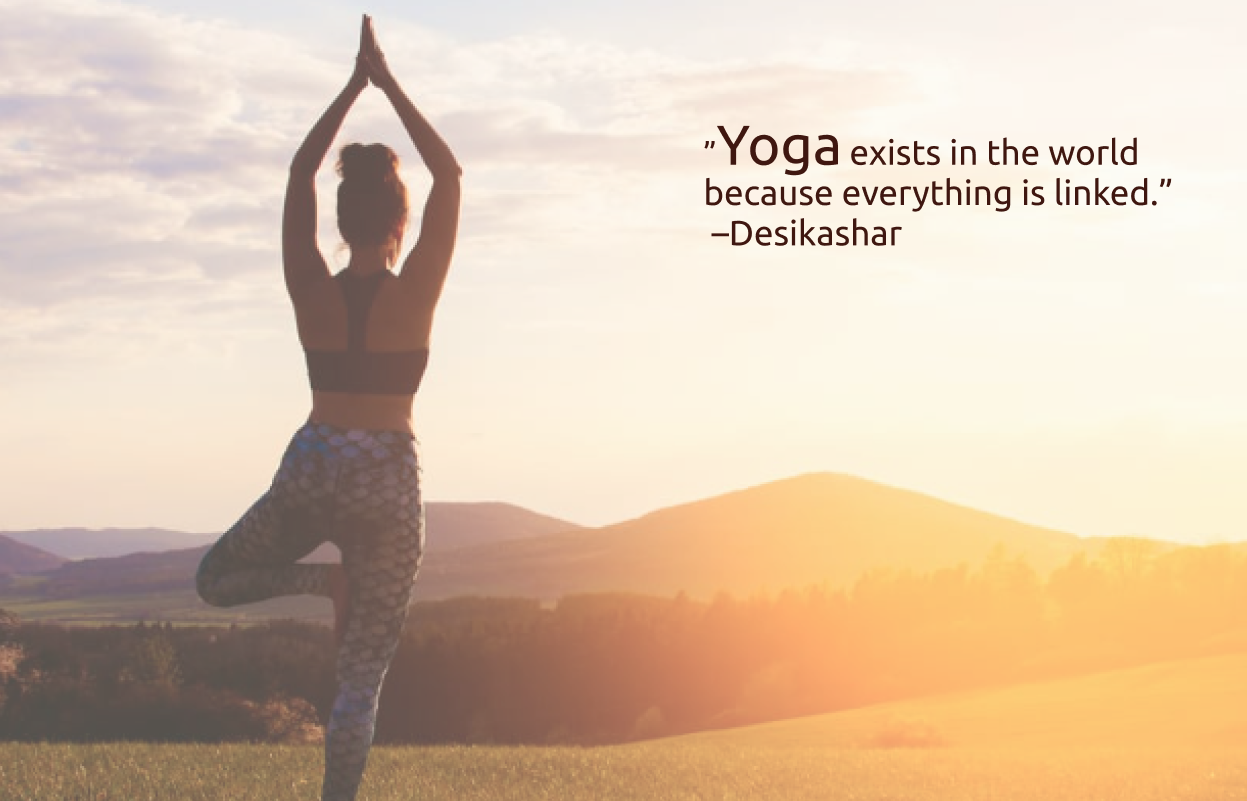 ”Yoga exists in the world
because everything is linked.”
–Desikashar